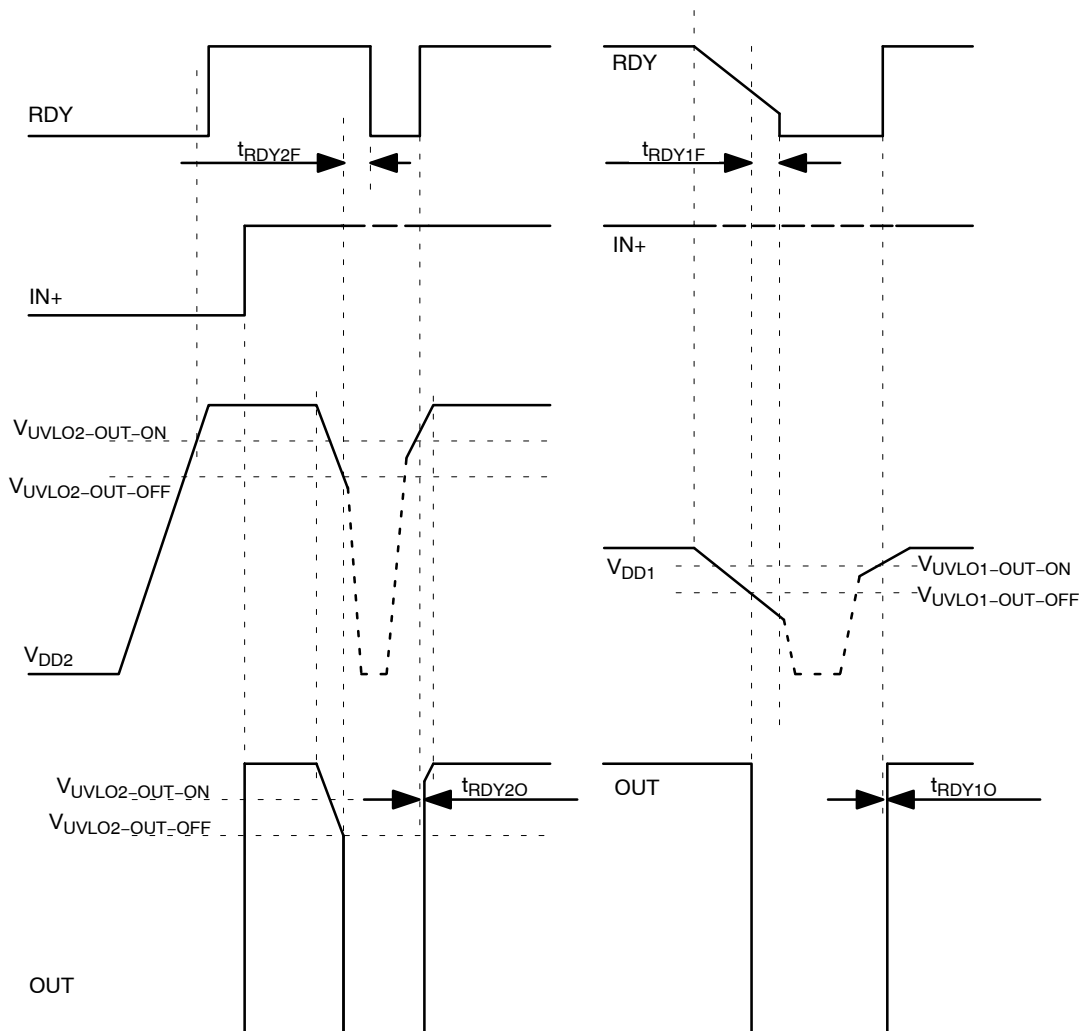 RDY
RDY
tRDY2F
tRDY1F
IN+
IN+
VUVLO2−OUT−ON
VUVLO2−OUT−OFF
VDD1
VUVLO1−OUT−ON
VUVLO1−OUT−OFF
VDD2
VUVLO2−OUT−ON
tRDY2O
OUT
tRDY1O
VUVLO2−OUT−OFF
OUT